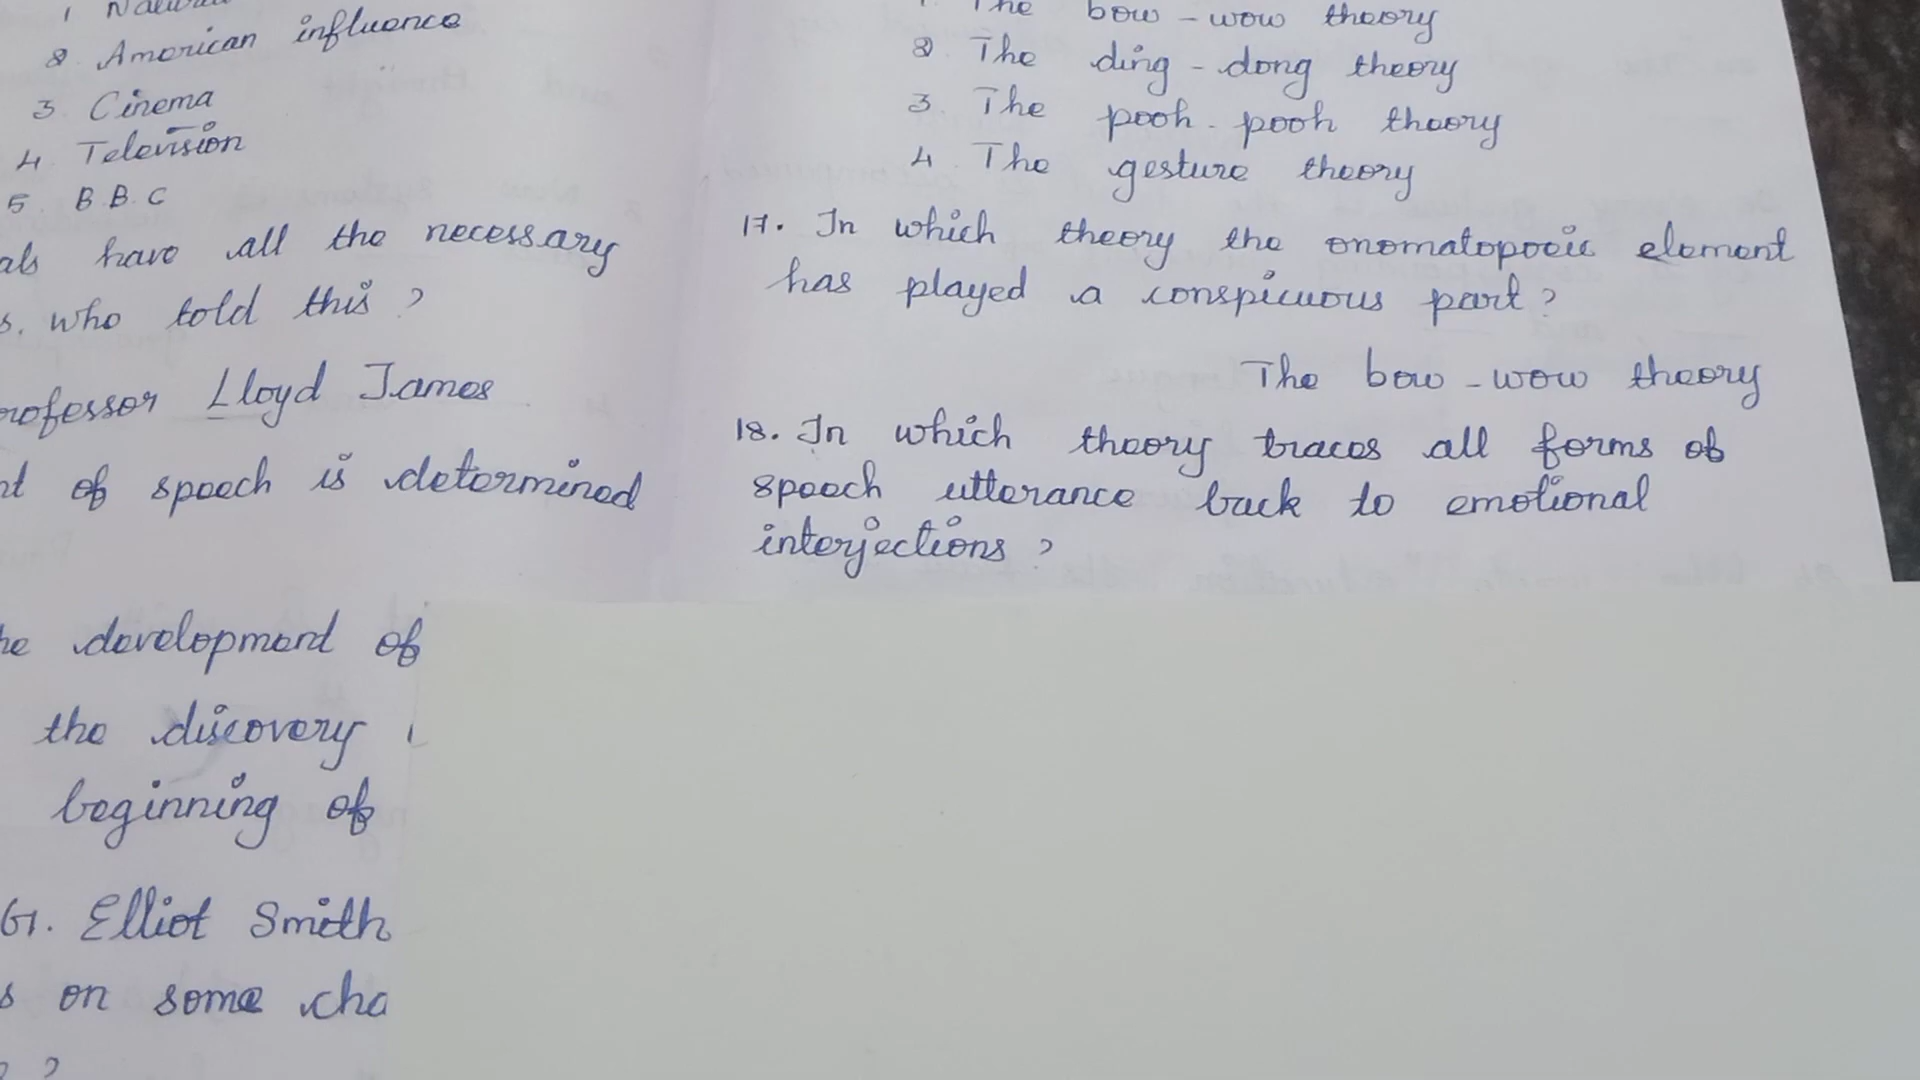 8 American influence
3 Cinema
4 Television
5 B.B.C
have all the necessary
who told this?
Lloyd James
of speech is determined
development of
the discovery
beginning of
G. Elliot Smith
on some
The bow-wow theory
2 The ding-dong theory
3. The pooh-pooh theory
4 The gesture theory
17. In which theory the onomatopoeic element
has played a conspicuous part?
The bow-wow theory
18. In which theory traces all forms of
speech utterance back to emotional
interjections?